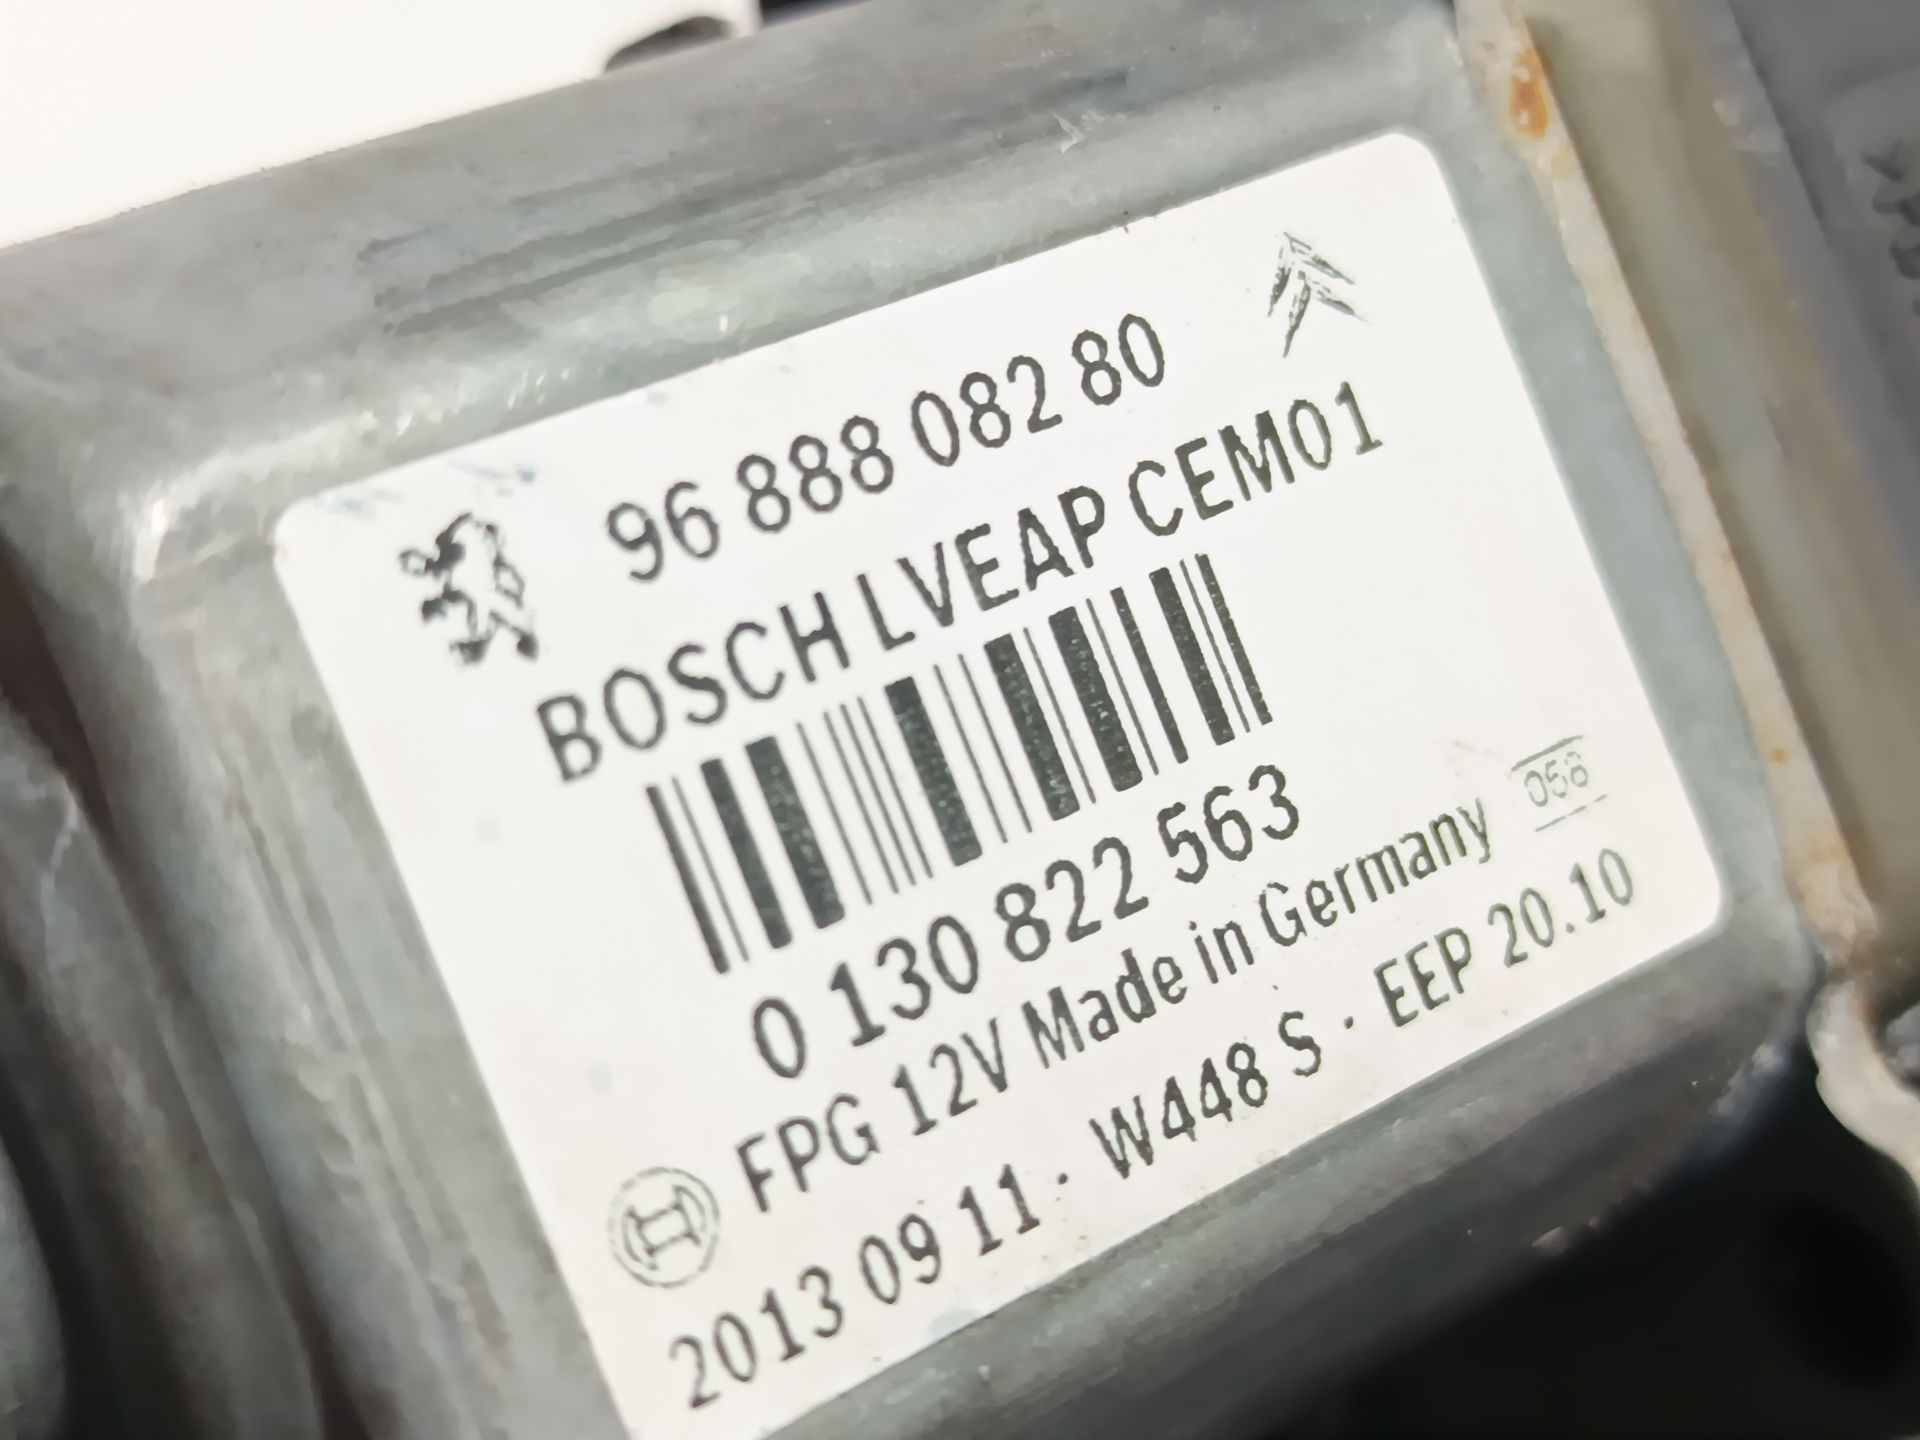 96 888 082 80
BOSCH LVEAP CEM01
0 130 822 563
FPG 12V Made in Germany
2013 09 11 · W448 S · EEP 20.10